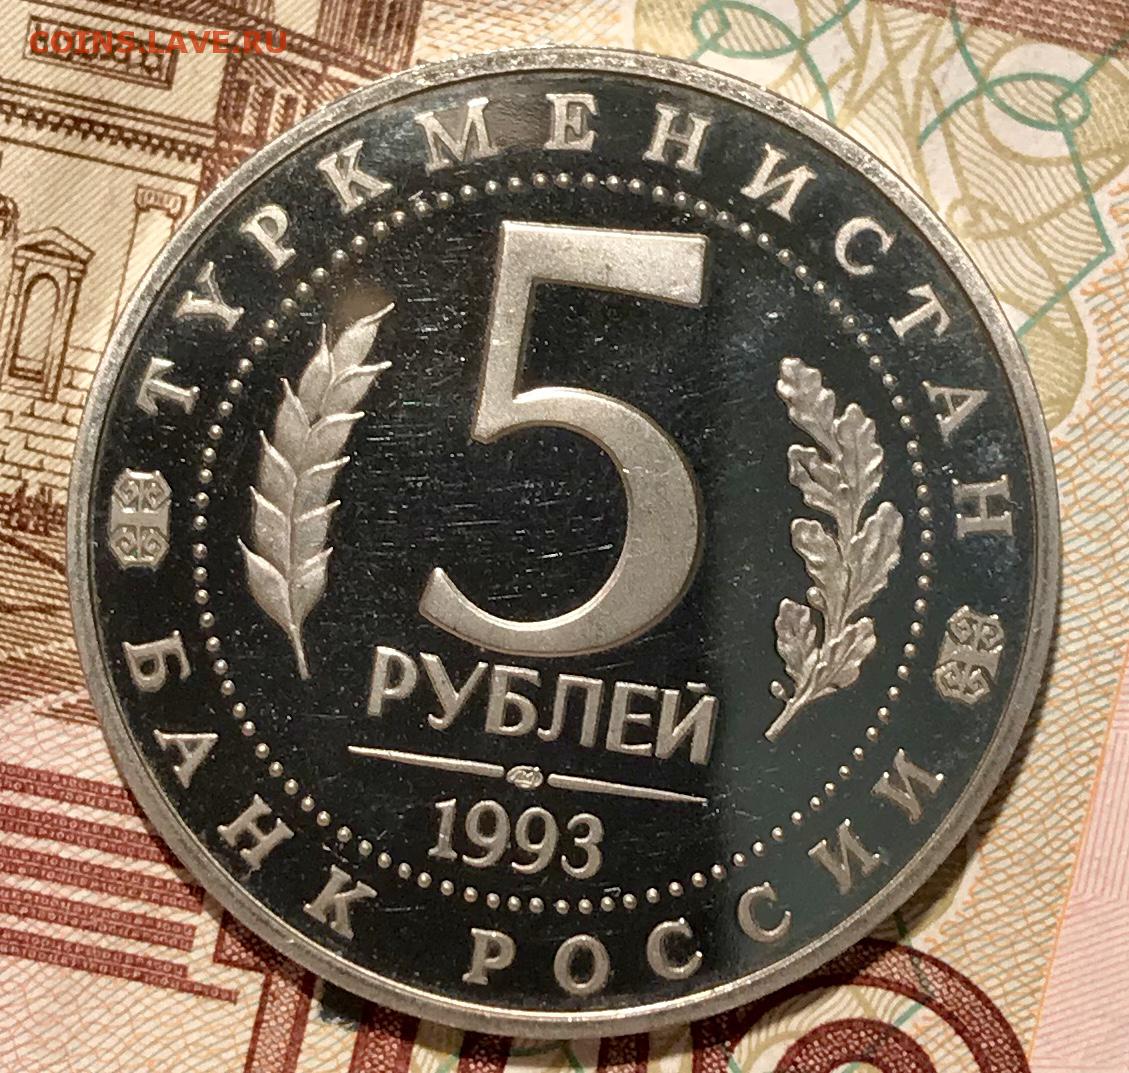 COINS.LAVE.RU
ТУРКМЕНИСТАН
5
РУБЛЕЙ
1993
БАНК РОССИИ